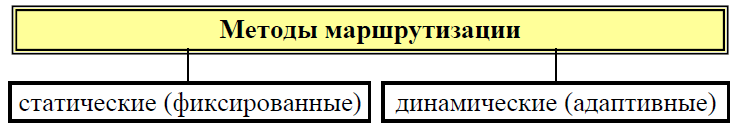 Методы маршрутизации
статические (фиксированные)
динамические (адаптивные)